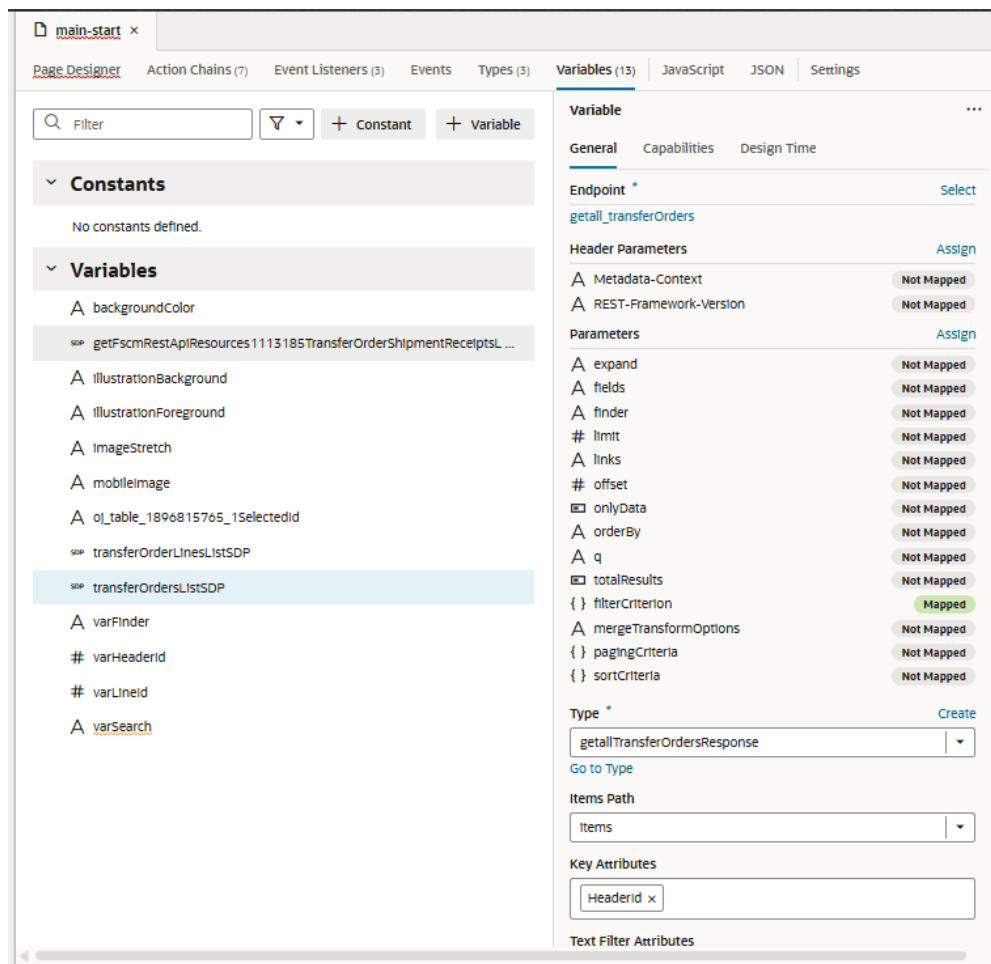 main-start ×
Page Designer Action Chains (7) Event Listeners (3) Events Types (3) Variables (13) JavaScript JSON Settings
Filter
+ Constant
+ Variable
Constants
No constants defined.
Variables
A backgroundColor
SDP getFscmRestApiResources1113185TransferOrderShipmentReceiptsL ...
A illustrationBackground
A illustrationForeground
A imageStretch
A mobileImage
A oj_table_1896815765_1SelectedId
SDP transferOrderLinesListSDP
SDP transferOrdersListSDP
A varFinder
# varHeaderId
# varLineId
A varSearch
Variable ...
General Capabilities Design Time
Endpoint * Select
getall_transferOrders
Header Parameters Assign
A Metadata-Context Not Mapped
A REST-Framework-Version Not Mapped
Parameters Assign
A expand Not Mapped
A fields Not Mapped
A finder Not Mapped
# limit Not Mapped
A links Not Mapped
# offset Not Mapped
onlyData Not Mapped
A orderBy Not Mapped
A q Not Mapped
totalResults Not Mapped
{ } filterCriterion Mapped
A mergeTransformOptions Not Mapped
{ } pagingCriteria Not Mapped
{ } sortCriteria Not Mapped
Type * Create
getallTransferOrdersResponse
Go to Type
Items Path
items
Key Attributes
HeaderId ×
Text Filter Attributes